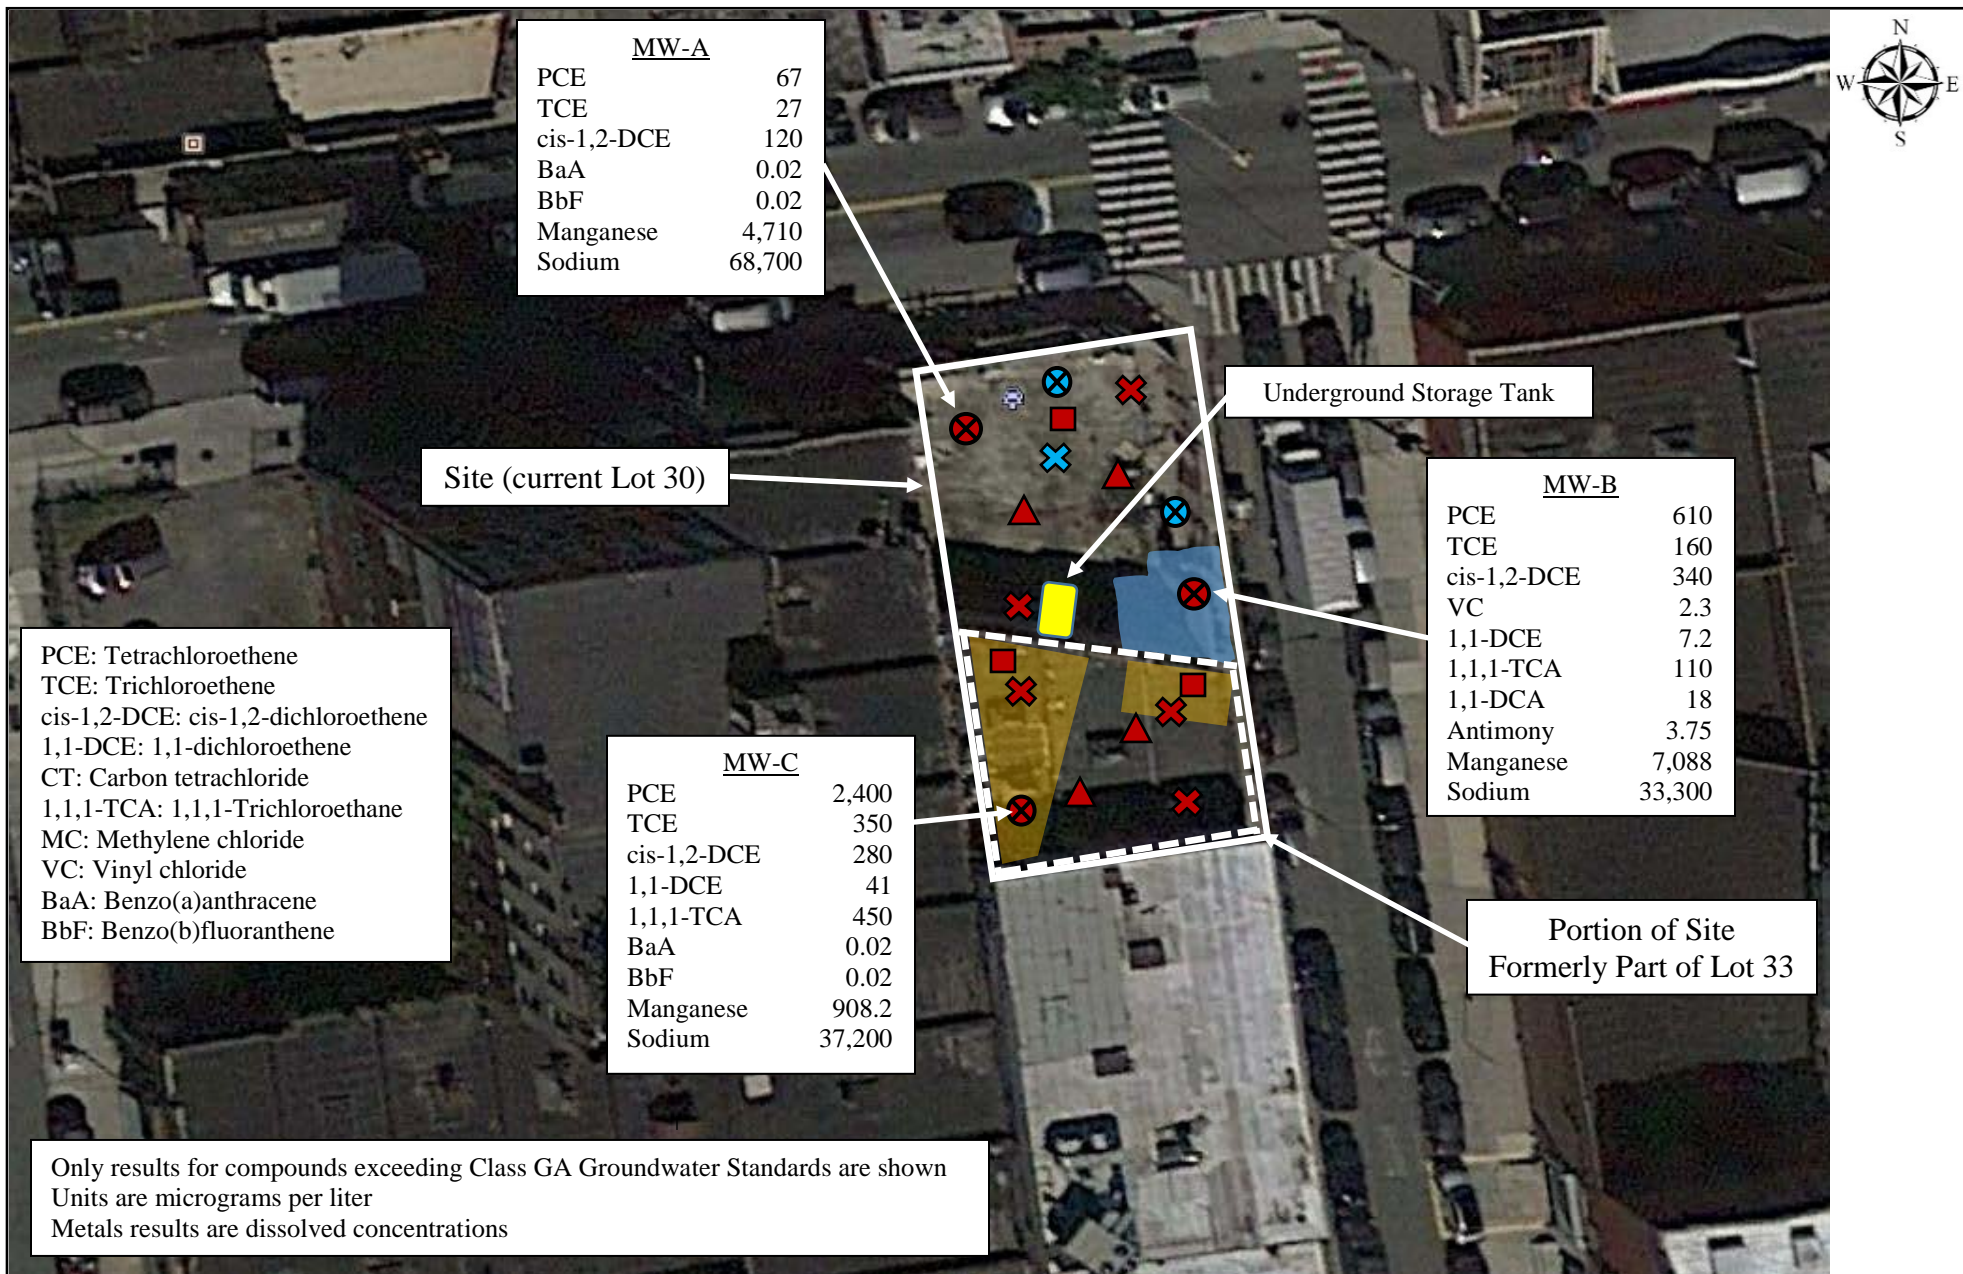 N
W E
S
MW-A
PCE 67
TCE 27
cis-1,2-DCE 120
BaA 0.02
BbF 0.02
Manganese 4,710
Sodium 68,700
Underground Storage Tank
Site (current Lot 30)
MW-B
PCE 610
TCE 160
cis-1,2-DCE 340
VC 2.3
1,1-DCE 7.2
1,1,1-TCA 110
1,1-DCA 18
Antimony 3.75
Manganese 7,088
Sodium 33,300
PCE: Tetrachloroethene
TCE: Trichloroethene
cis-1,2-DCE: cis-1,2-dichloroethene
1,1-DCE: 1,1-dichloroethene
CT: Carbon tetrachloride
1,1,1-TCA: 1,1,1-Trichloroethane
MC: Methylene chloride
VC: Vinyl chloride
BaA: Benzo(a)anthracene
BbF: Benzo(b)fluoranthene
MW-C
PCE 2,400
TCE 350
cis-1,2-DCE 280
1,1-DCE 41
1,1,1-TCA 450
BaA 0.02
BbF 0.02
Manganese 908.2
Sodium 37,200
Portion of Site
Formerly Part of Lot 33
Only results for compounds exceeding Class GA Groundwater Standards are shown
Units are micrograms per liter
Metals results are dissolved concentrations